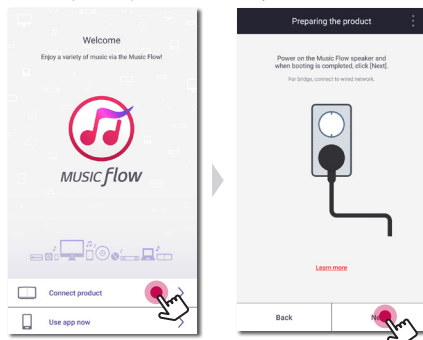 Welcome
Enjoy a variety of music via the Music Flow!
MUSIC flow
Connect product
Use app now
Preparing the product
Power on the Music Flow speaker and
when booting is completed, click [Next].
For bridge, connect to wired network.
Learn more
Back